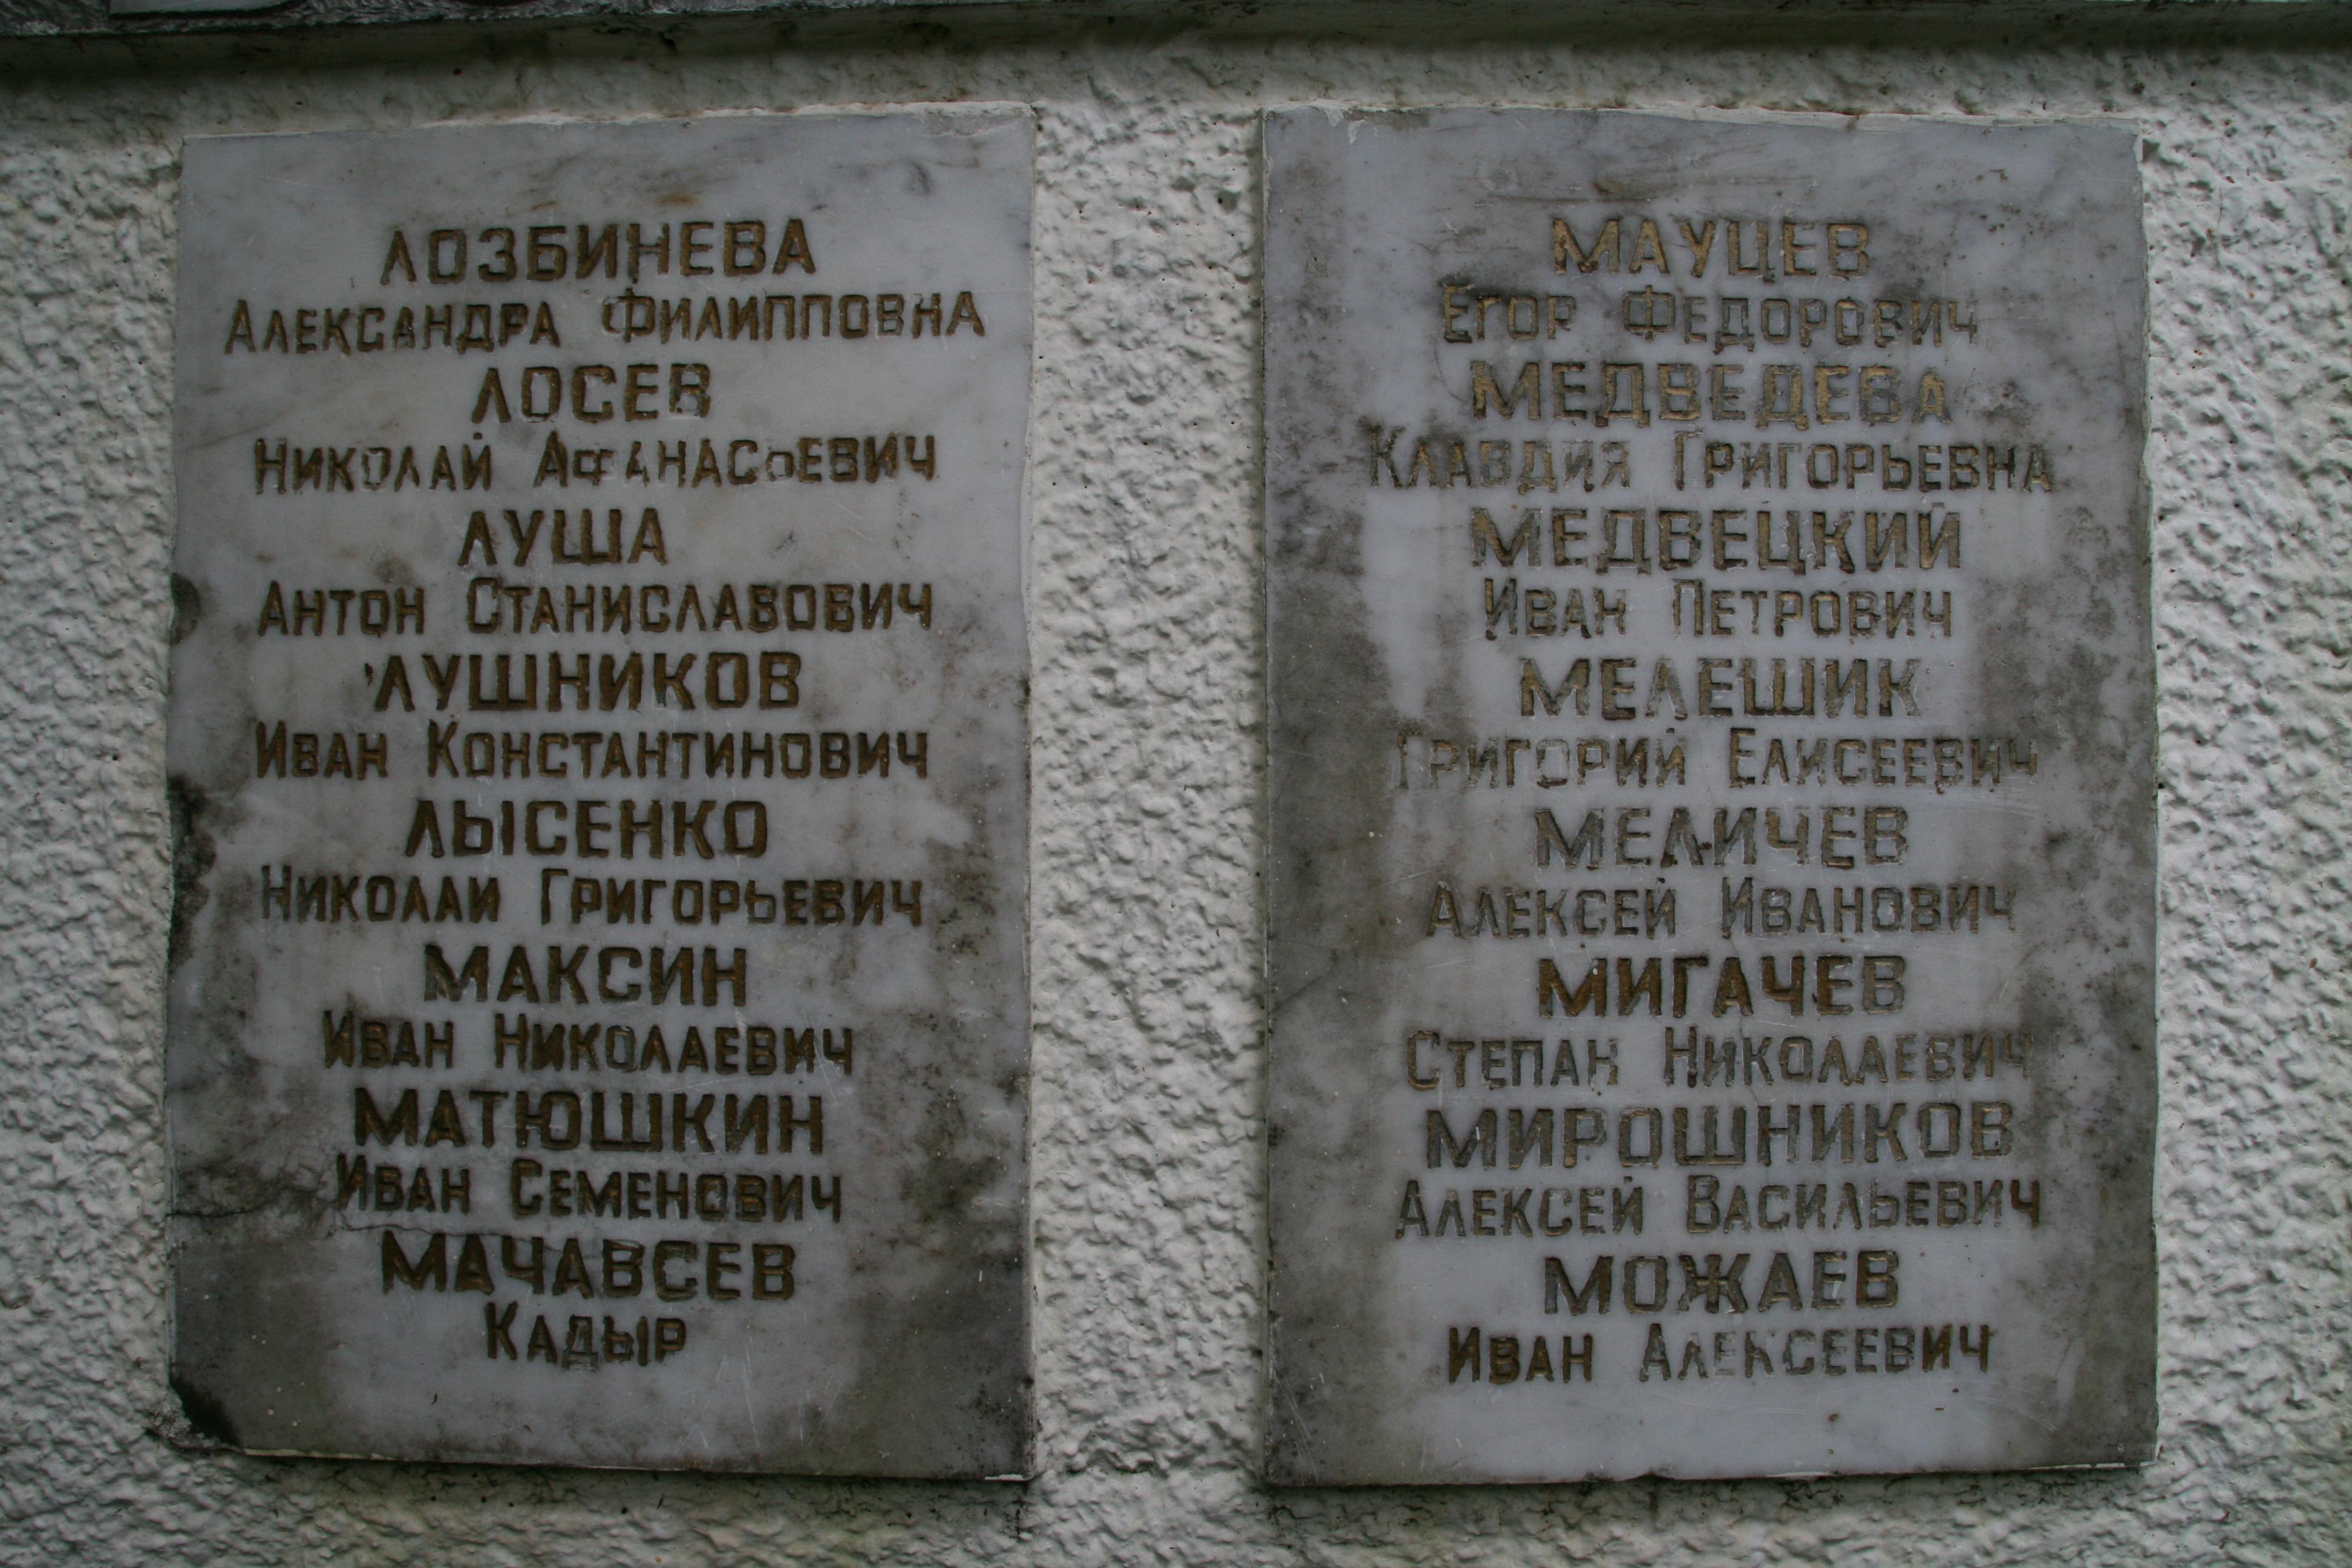 ЛОЗБИНЕВА
АЛЕКСАНДРА ФИЛИППОВНА
ЛОСЕВ
НИКОЛАЙ АФАНАСЬЕВИЧ
ЛУША
АНТОН СТАНИСЛАВОВИЧ
ЛУШНИКОВ
ИВАН КОНСТАНТИНОВИЧ
ЛЫСЕНКО
НИКОЛАЙ ГРИГОРЬЕВИЧ
МАКСИН
ИВАН НИКОЛАЕВИЧ
МАТЮШКИН
ИВАН СЕМЕНОВИЧ
МАЧАВСЕВ
КАДЫР
МАУЦЕВ
ЕГОР ФЕДОРОВИЧ
МЕДВЕДЕВА
КЛАВДИЯ ГРИГОРЬЕВНА
МЕДВЕЦКИЙ
ИВАН ПЕТРОВИЧ
МЕЛЕШИК
ГРИГОРИЙ ЕЛИСЕЕВИЧ
МЕЛИЧЕВ
АЛЕКСЕЙ ИВАНОВИЧ
МИГАЧЕВ
СТЕПАН НИКОЛАЕВИЧ
МИРОШНИКОВ
АЛЕКСЕЙ ВАСИЛЬЕВИЧ
МОЖАЕВ
ИВАН АЛЕКСЕЕВИЧ